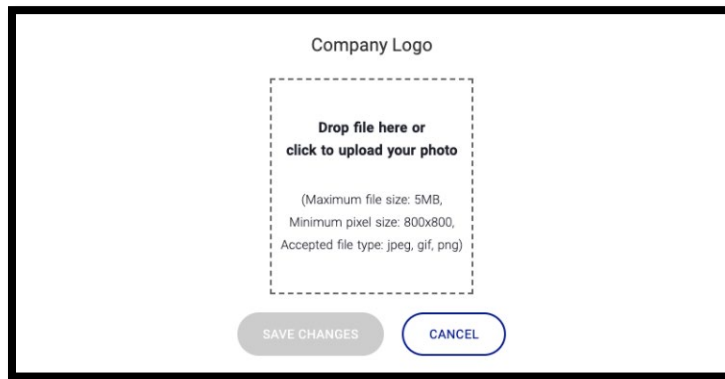 Company Logo
Drop file here or
click to upload your photo
(Maximum file size: 5MB,
Minimum pixel size: 800x800,
Accepted file type: jpeg, gif, png)
SAVE CHANGES
CANCEL